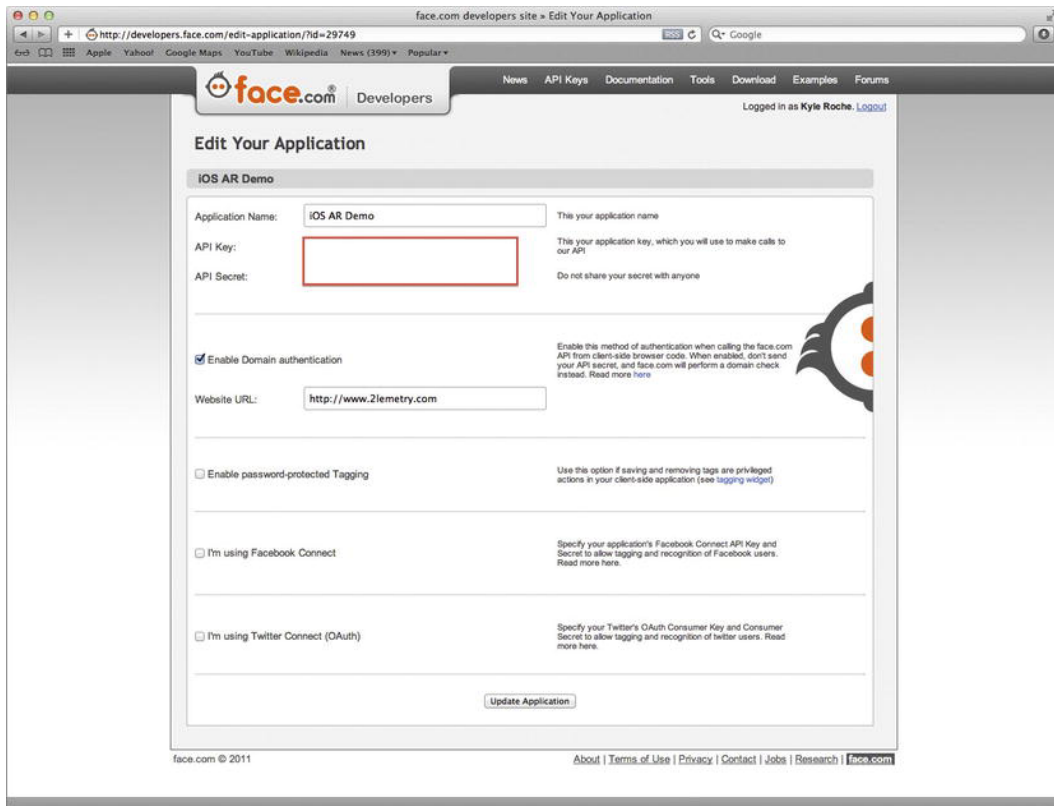 face.com developers site » Edit Your Application
http://developers.face.com/edit-application/?id=29749
RSS
Google
Apple Yahoo! Google Maps YouTube Wikipedia News (399) Popular
face.com® Developers
News API Keys Documentation Tools Download Examples Forums
Logged in as Kyle Roche. Logout
Edit Your Application
iOS AR Demo
Application Name:
iOS AR Demo
This your application name
API Key:
This your application key, which you will use to make calls to
our API
API Secret:
Do not share your secret with anyone
Enable Domain authentication
Enable this method of authentication when calling the face.com
API from client-side browser code. When enabled, don't send
your API secret, and face.com will perform a domain check
instead. Read more here
Website URL:
http://www.2lemetry.com
Enable password-protected Tagging
Use this option if saving and removing tags are privileged
actions in your client-side application (see tagging widget)
I'm using Facebook Connect
Specify your application's Facebook Connect API Key and
Secret to allow tagging and recognition of Facebook users.
Read more here.
I'm using Twitter Connect (OAuth)
Specify your Twitter's OAuth Consumer Key and Consumer
Secret to allow tagging and recognition of twitter users. Read
more here.
Update Application
face.com © 2011
About | Terms of Use | Privacy | Contact | Jobs | Research | face.com